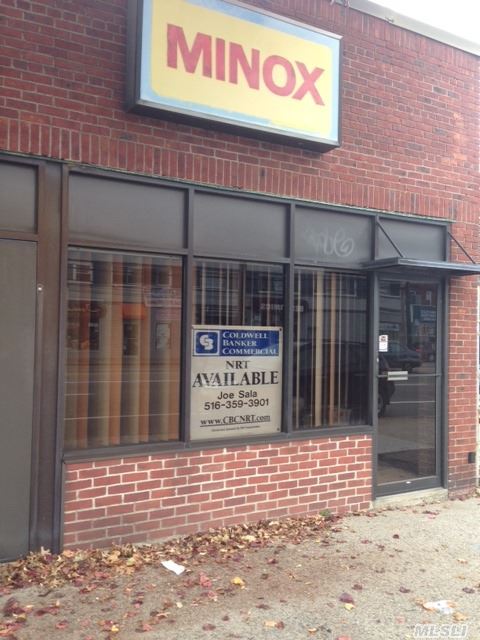 MINOX
CB
COLDWELL
BANKER
COMMERCIAL
NRT
AVAILABLE
Joe Sala
516-359-3901
www.CBCNRT.com
MLSLI